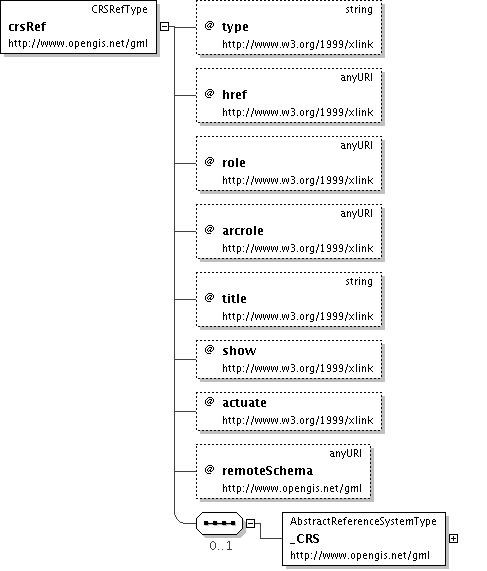 CRSRefType
crsRef
http://www.opengis.net/gml
string
@ type
http://www.w3.org/1999/xlink
anyURI
@ href
http://www.w3.org/1999/xlink
anyURI
@ role
http://www.w3.org/1999/xlink
anyURI
@ arcrole
http://www.w3.org/1999/xlink
string
@ title
http://www.w3.org/1999/xlink
@ show
http://www.w3.org/1999/xlink
@ actuate
http://www.w3.org/1999/xlink
anyURI
@ remoteSchema
http://www.opengis.net/gml
0..1
AbstractReferenceSystemType
_CRS
http://www.opengis.net/gml